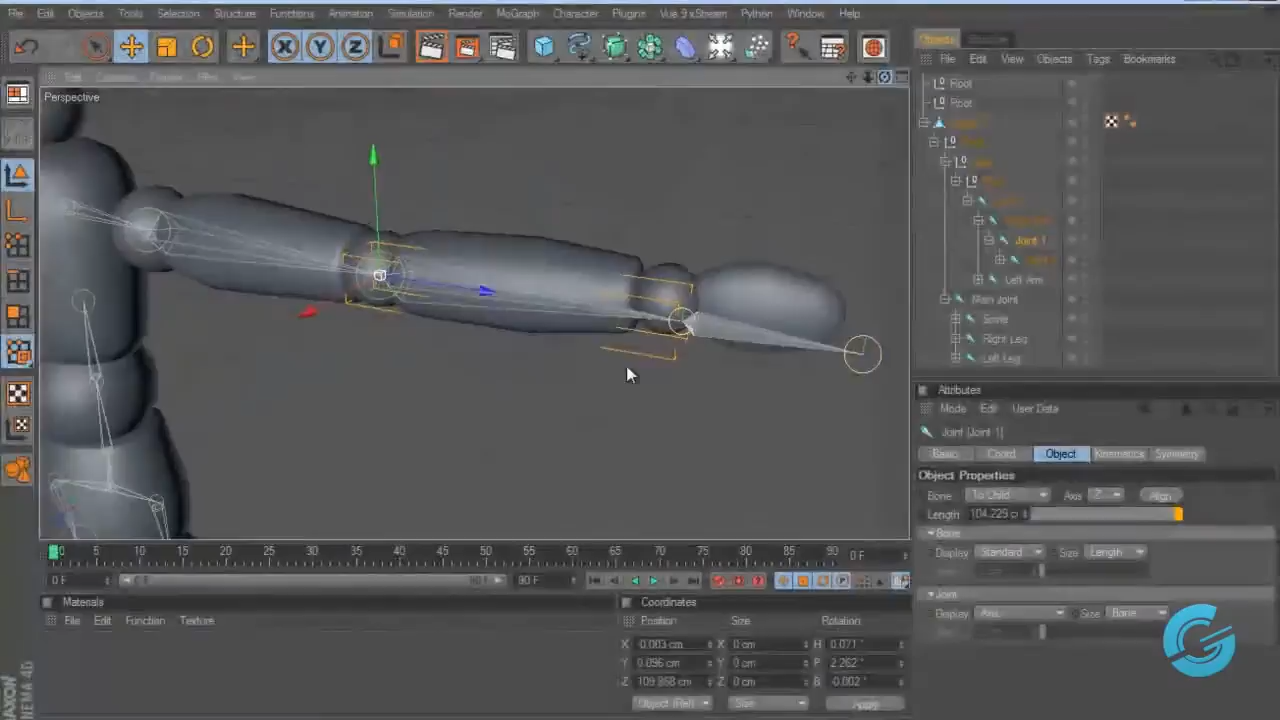 File Edit Objects Tools Selection Structure Functions Animation Simulation Render MoGraph Character Plugins Vue 9 xStream Python Window Help
Objects
File Edit View Objects Tags Bookmarks
Edit Cameras View
Perspective
Root
Root
Joint 1
Left Arm
Main Joint
Spine
Right Leg
Left Leg
Attributes
Mode Edit User Data
Joint [Joint 1]
Basic Coord Object Kinematics Symmetry
Object Properties
Bone To Child Axis Z Align
Length 104.229 c
Bone
Display Standard Size Length
Joint
Display Axis Size Bone
0 5 10 15 20 25 30 35 40 45 50 55 60 65 70 75 80 85 90 0 F
0 F 0 F 90 F 90 F
Materials
File Edit Function Texture
Coordinates
Position Size Rotation
X 0.003 cm X 0 cm H 0.071 °
Y 0.096 cm Y 0 cm P 2.262 °
Z 109.868 cm Z 0 cm B -0.002 °
Object (Rel) Size Apply
MAXON
CINEMA 4D